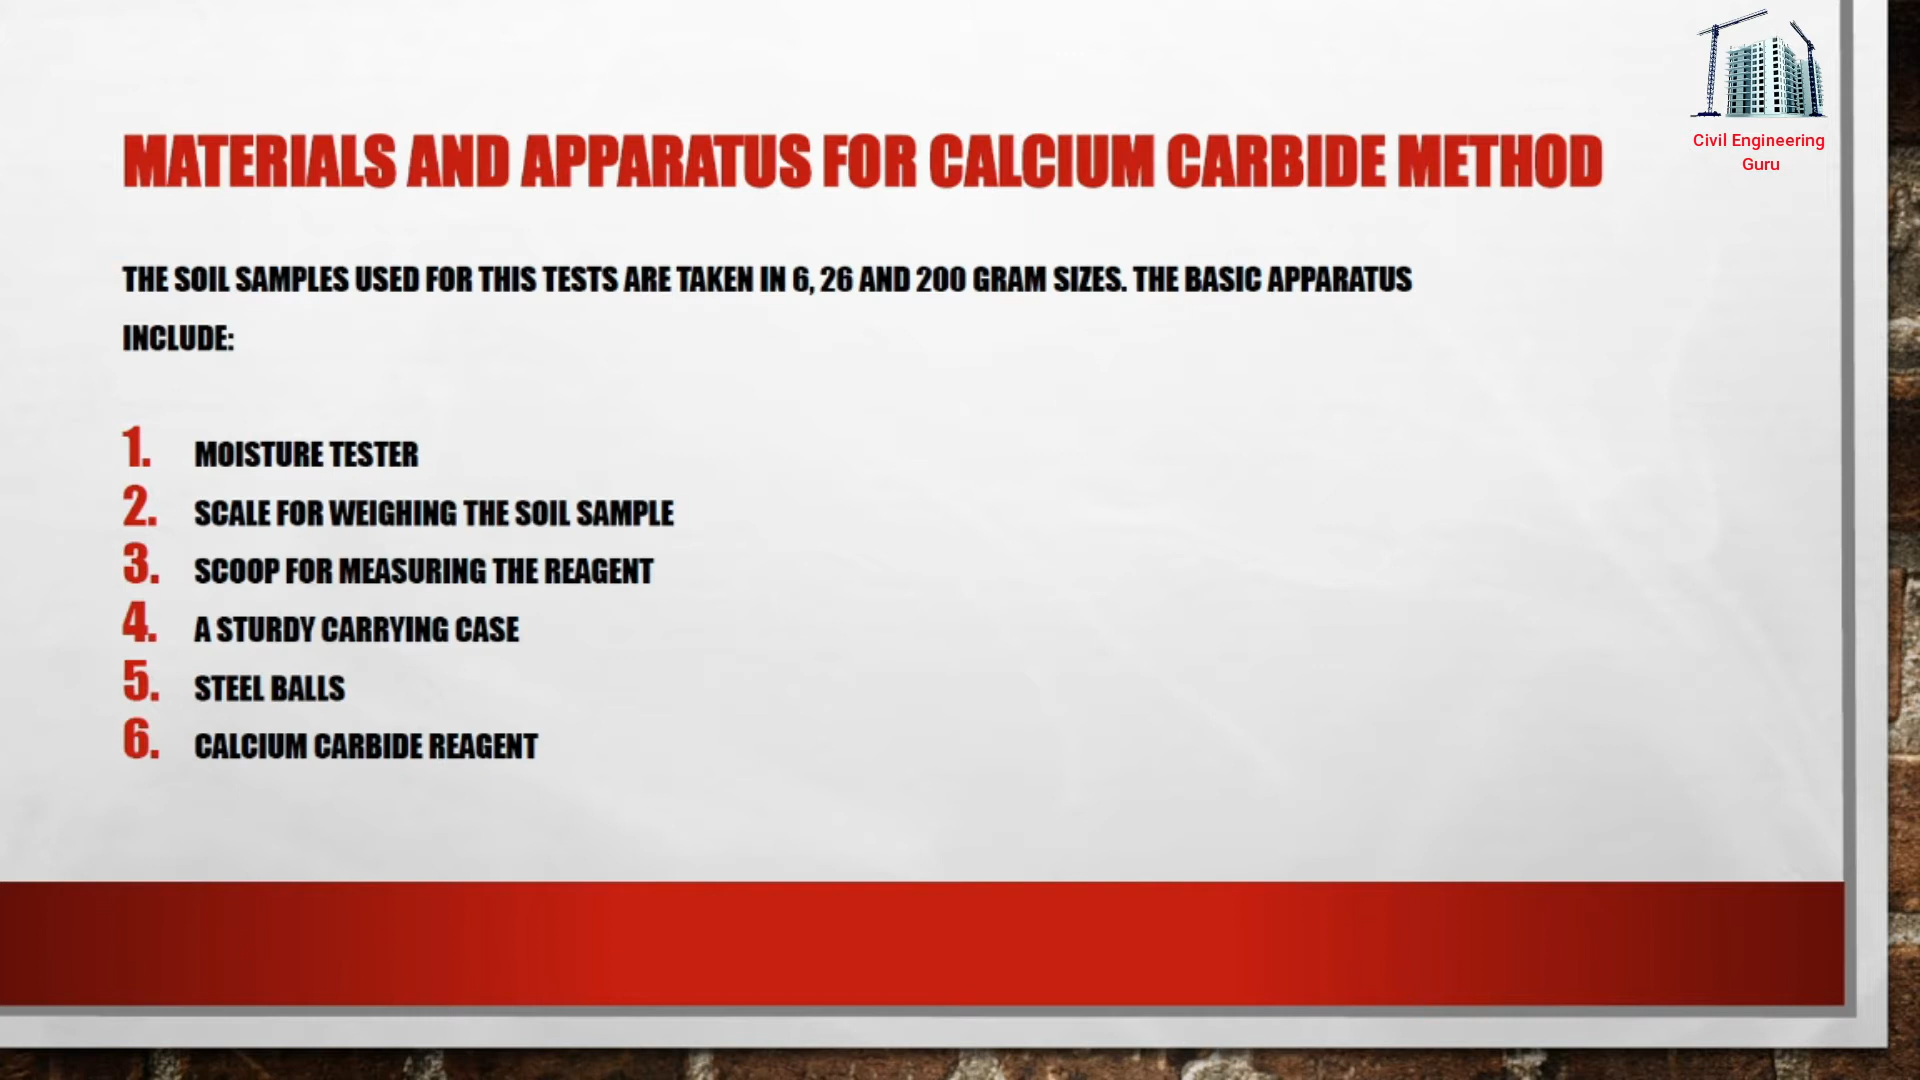 Civil Engineering
Guru
MATERIALS AND APPARATUS FOR CALCIUM CARBIDE METHOD
THE SOIL SAMPLES USED FOR THIS TESTS ARE TAKEN IN 6, 26 AND 200 GRAM SIZES. THE BASIC APPARATUS
INCLUDE:
1. MOISTURE TESTER
2. SCALE FOR WEIGHING THE SOIL SAMPLE
3. SCOOP FOR MEASURING THE REAGENT
4. A STURDY CARRYING CASE
5. STEEL BALLS
6. CALCIUM CARBIDE REAGENT